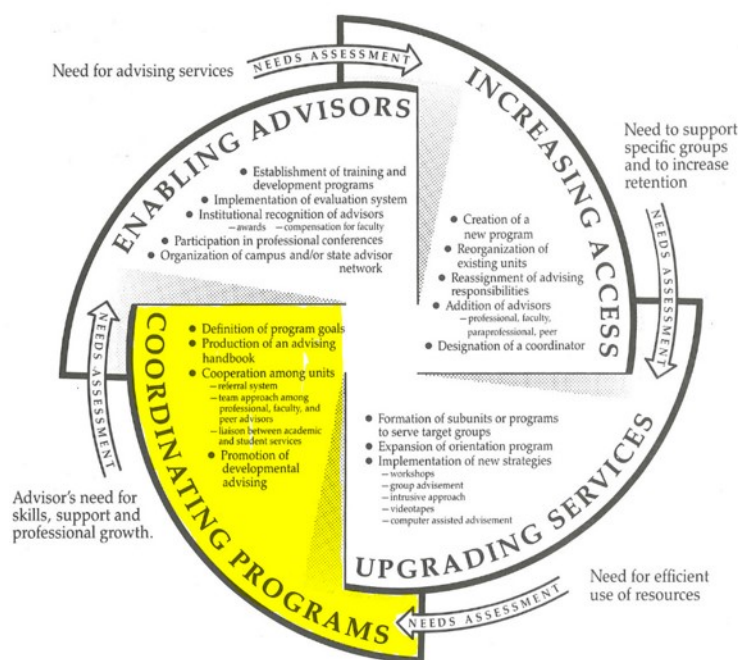 Need for advising services
NEEDS ASSESSMENT
INCREASING ACCESS
Need to support
specific groups
and to increase
retention
NEEDS ASSESSMENT
ENABLING ADVISORS
● Establishment of training and
development programs
● Implementation of evaluation system
● Institutional recognition of advisors
—awards —compensation for faculty
● Participation in professional conferences
● Organization of campus and/or state advisor
network
● Creation of a
new program
● Reorganization of
existing units
● Reassignment of advising
responsibilities
● Addition of advisors
—professional, faculty,
paraprofessional, peer
● Designation of a coordinator
NEEDS ASSESSMENT
COORDINATING PROGRAMS
● Definition of program goals
● Production of an advising
handbook
● Cooperation among units
—referral system
—team approach among
professional, faculty, and
peer advisors
—liaison between academic
and student services
● Promotion of
developmental
advising
● Formation of subunits or programs
to serve target groups
● Expansion of orientation program
● Implementation of new strategies
—workshops
—group advisement
—intrusive approach
—videotapes
—computer assisted advisement
UPGRADING SERVICES
Advisor's need for
skills, support and
professional growth.
Need for efficient
use of resources
NEEDS ASSESSMENT